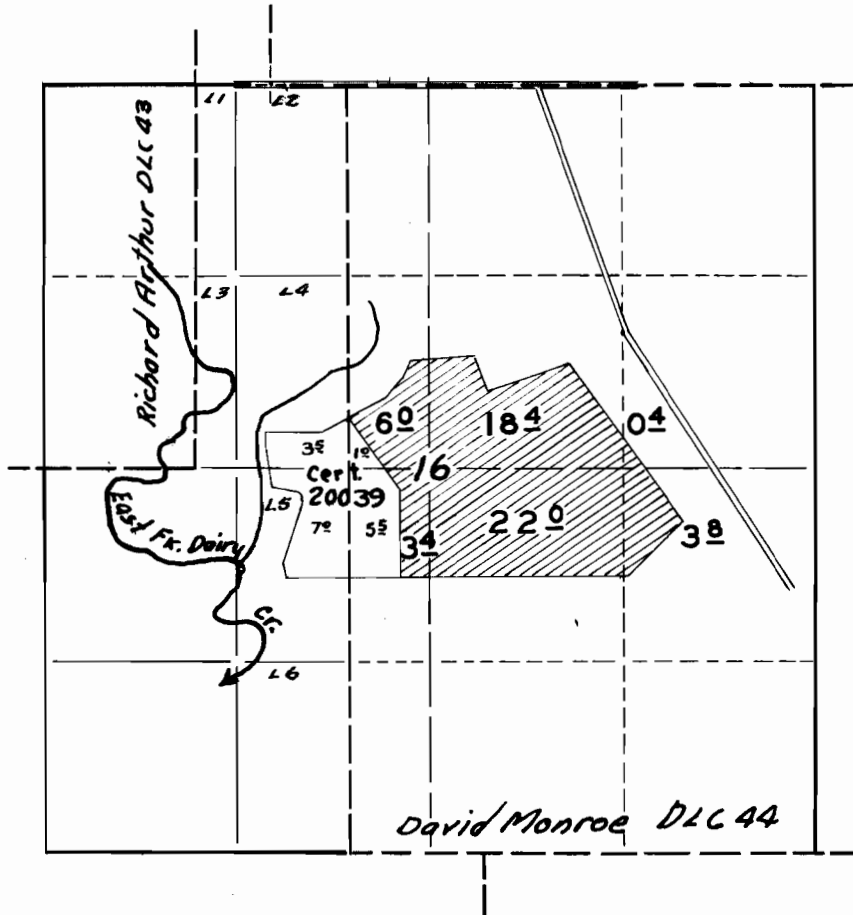 L1
L2
Richard Arthur DLC 43
L3
L4
6 0
18 4
0 4
3 5
1 0
16
Cert.
20039
L5
22 0
East Fk. Dairy
7 0
5 5
3 4
3 8
Cr.
L6
David Monroe DLC 44